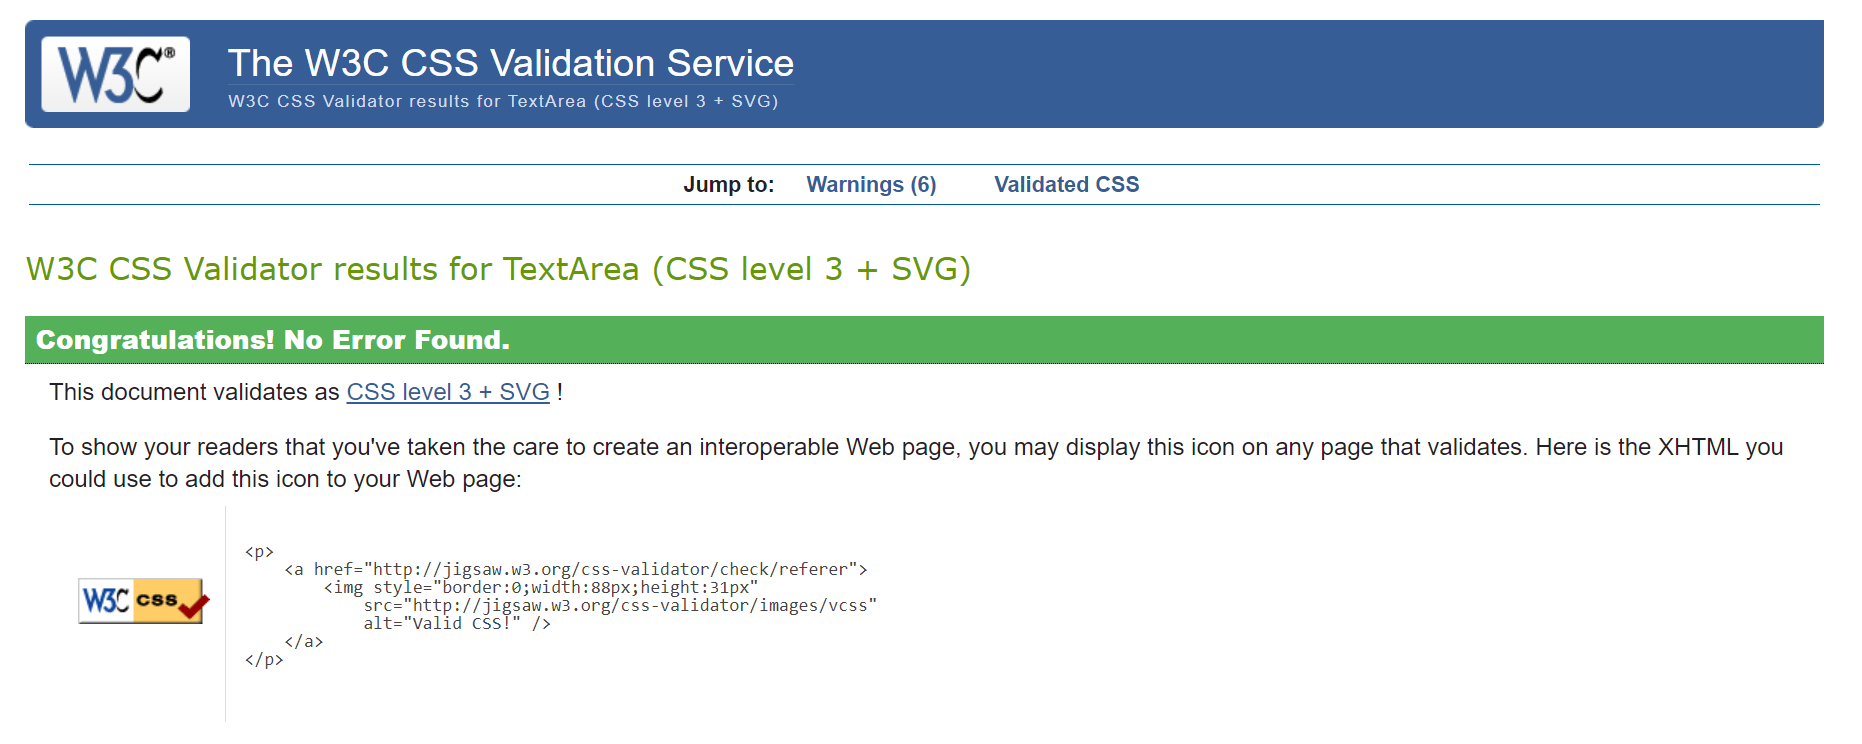 W3C®
The W3C CSS Validation Service
W3C CSS Validator results for TextArea (CSS level 3 + SVG)
Jump to: Warnings (6) Validated CSS
W3C CSS Validator results for TextArea (CSS level 3 + SVG)
Congratulations! No Error Found.
This document validates as CSS level 3 + SVG !
To show your readers that you've taken the care to create an interoperable Web page, you may display this icon on any page that validates. Here is the XHTML you
could use to add this icon to your Web page:
W3C css
<p>
    <a href="http://jigsaw.w3.org/css-validator/check/referer">
        <img style="border:0;width:88px;height:31px"
            src="http://jigsaw.w3.org/css-validator/images/vcss"
            alt="Valid CSS!" />
    </a>
</p>